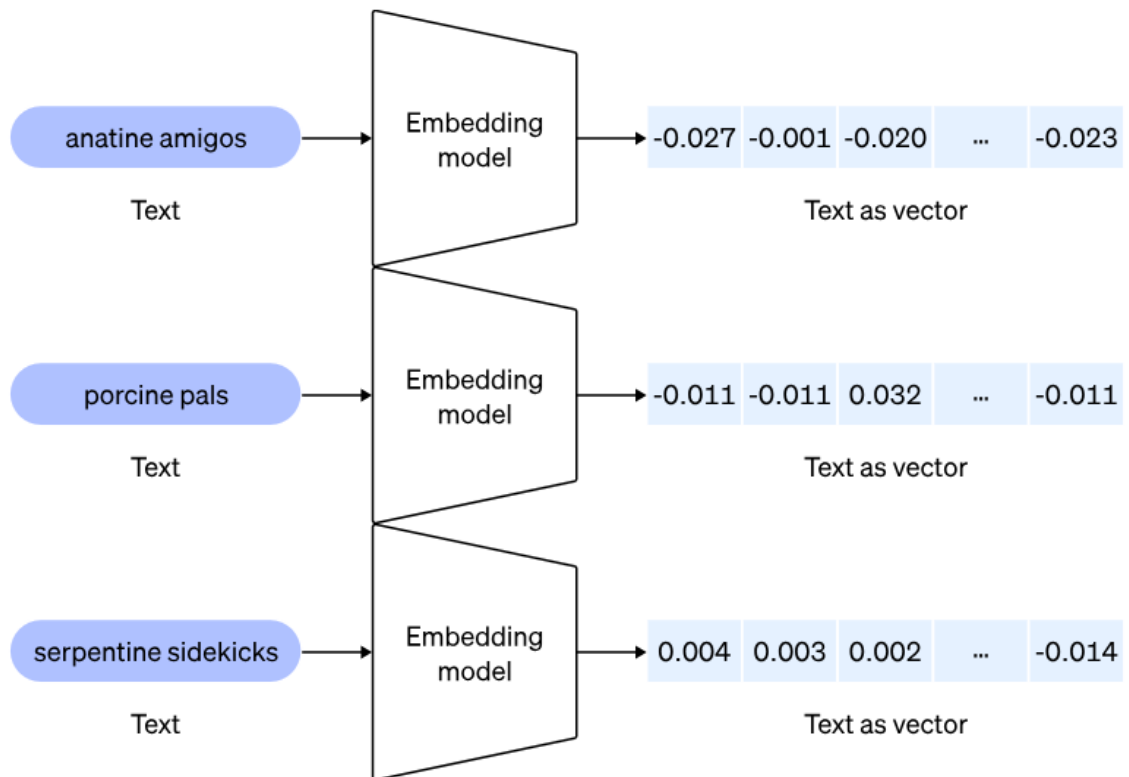 anatine amigos
Text
Embedding
model
-0.027 -0.001 -0.020 ... -0.023
Text as vector
porcine pals
Text
Embedding
model
-0.011 -0.011 0.032 ... -0.011
Text as vector
serpentine sidekicks
Text
Embedding
model
0.004 0.003 0.002 ... -0.014
Text as vector